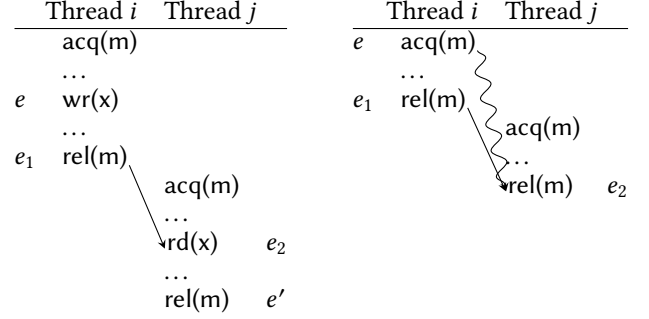 Thread i Thread j
acq(m)
...
e wr(x)
...
e₁ rel(m)
acq(m)
...
rd(x) e₂
...
rel(m) e′
Thread i Thread j
e acq(m)
...
e₁ rel(m)
acq(m)
...
rel(m) e₂